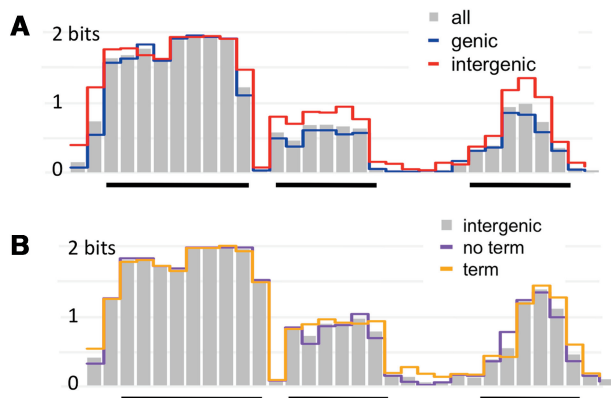 A
2 bits
1
0
all
genic
intergenic
B
2 bits
1
0
intergenic
no term
term